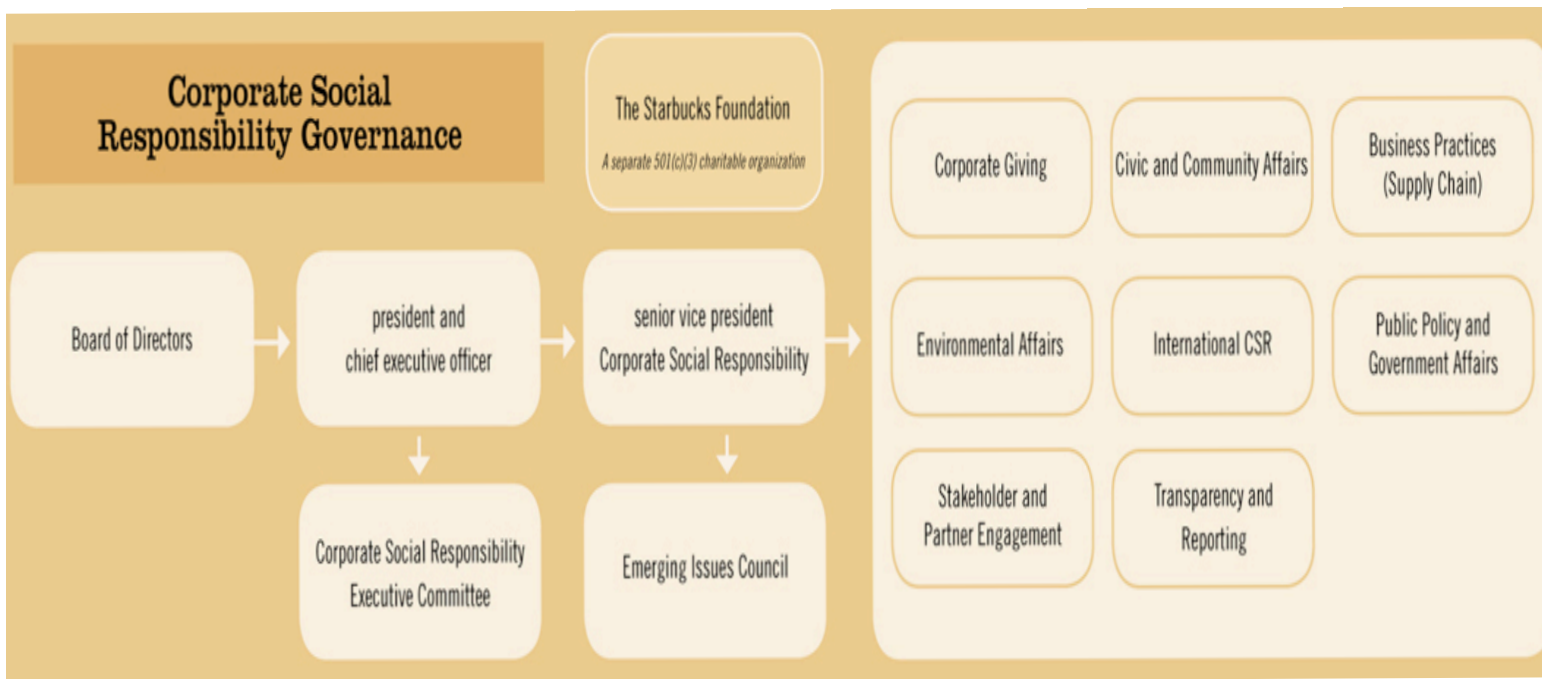 Corporate Social
Responsibility Governance
The Starbucks Foundation
A separate 501(c)(3) charitable organization
Board of Directors
president and
chief executive officer
senior vice president
Corporate Social Responsibility
Corporate Social Responsibility
Executive Committee
Emerging Issues Council
Corporate Giving
Civic and Community Affairs
Business Practices
(Supply Chain)
Environmental Affairs
International CSR
Public Policy and
Government Affairs
Stakeholder and
Partner Engagement
Transparency and
Reporting